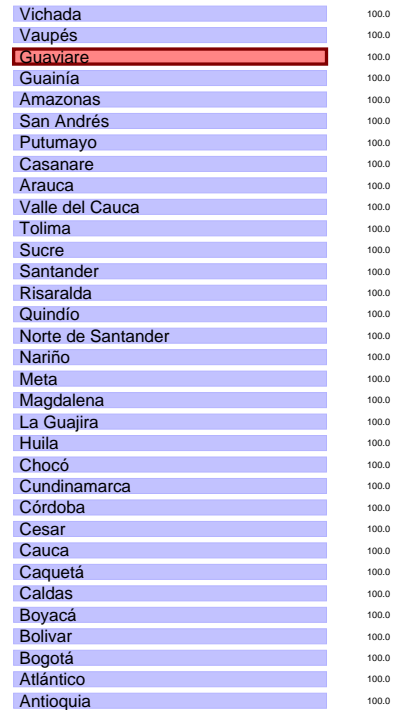 Vichada 100.0
Vaupés 100.0
Guaviare 100.0
Guainía 100.0
Amazonas 100.0
San Andrés 100.0
Putumayo 100.0
Casanare 100.0
Arauca 100.0
Valle del Cauca 100.0
Tolima 100.0
Sucre 100.0
Santander 100.0
Risaralda 100.0
Quindío 100.0
Norte de Santander 100.0
Nariño 100.0
Meta 100.0
Magdalena 100.0
La Guajira 100.0
Huila 100.0
Chocó 100.0
Cundinamarca 100.0
Córdoba 100.0
Cesar 100.0
Cauca 100.0
Caquetá 100.0
Caldas 100.0
Boyacá 100.0
Bolivar 100.0
Bogotá 100.0
Atlántico 100.0
Antioquia 100.0